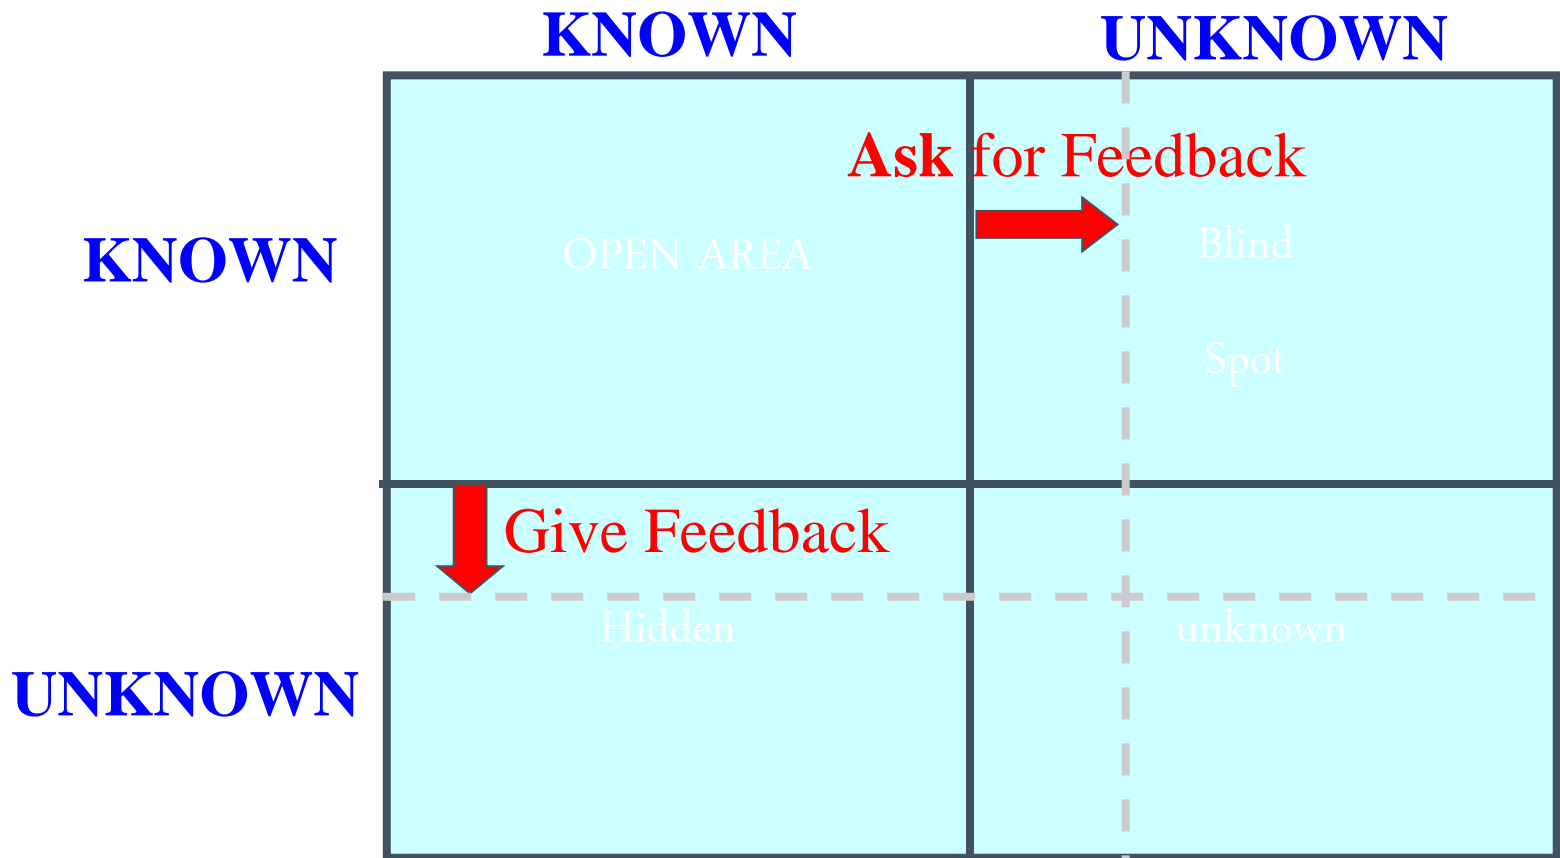 KNOWN
UNKNOWN
Ask for Feedback
KNOWN
OPEN AREA
Blind
Spot
Give Feedback
Hidden
unknown
UNKNOWN